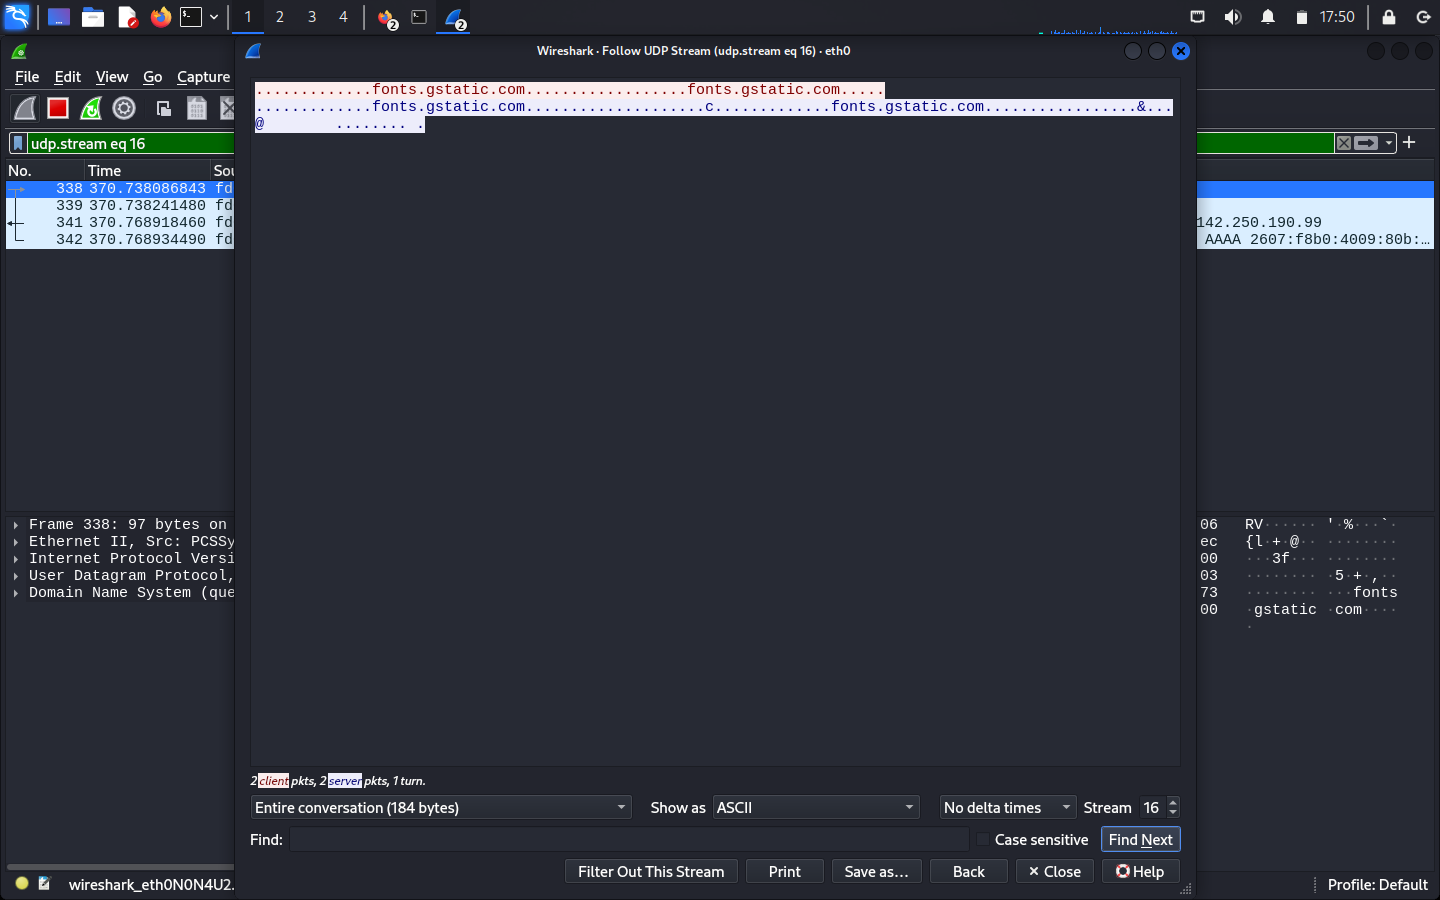 1 2 3 4 2 2 17:50
Wireshark · Follow UDP Stream (udp.stream eq 16) · eth0
File Edit View Go Capture
udp.stream eq 16
No. Time Sou
338 370.738086843 fd
339 370.738241480 fd
341 370.768918460 fd 142.250.190.99
342 370.768934490 fd AAAA 2607:f8b0:4009:80b:…
.............fonts.gstatic.com..................fonts.gstatic.com.....
.............fonts.gstatic.com....................c.............fonts.gstatic.com.................&...
@ ........ .
Frame 338: 97 bytes on
Ethernet II, Src: PCSSy
Internet Protocol Versi
User Datagram Protocol,
Domain Name System (que
06 RV······ '·%···`·
ec {l·+·@·· ········
00 ···3f··· ········
03 ········ ·5·+·,··
73 ········ ···fonts
00 ·gstatic ·com····
·
2 client pkts, 2 server pkts, 1 turn.
Entire conversation (184 bytes) Show as ASCII No delta times Stream 16
Find: Case sensitive Find Next
Filter Out This Stream Print Save as… Back Close Help
wireshark_eth0N0N4U2. Profile: Default